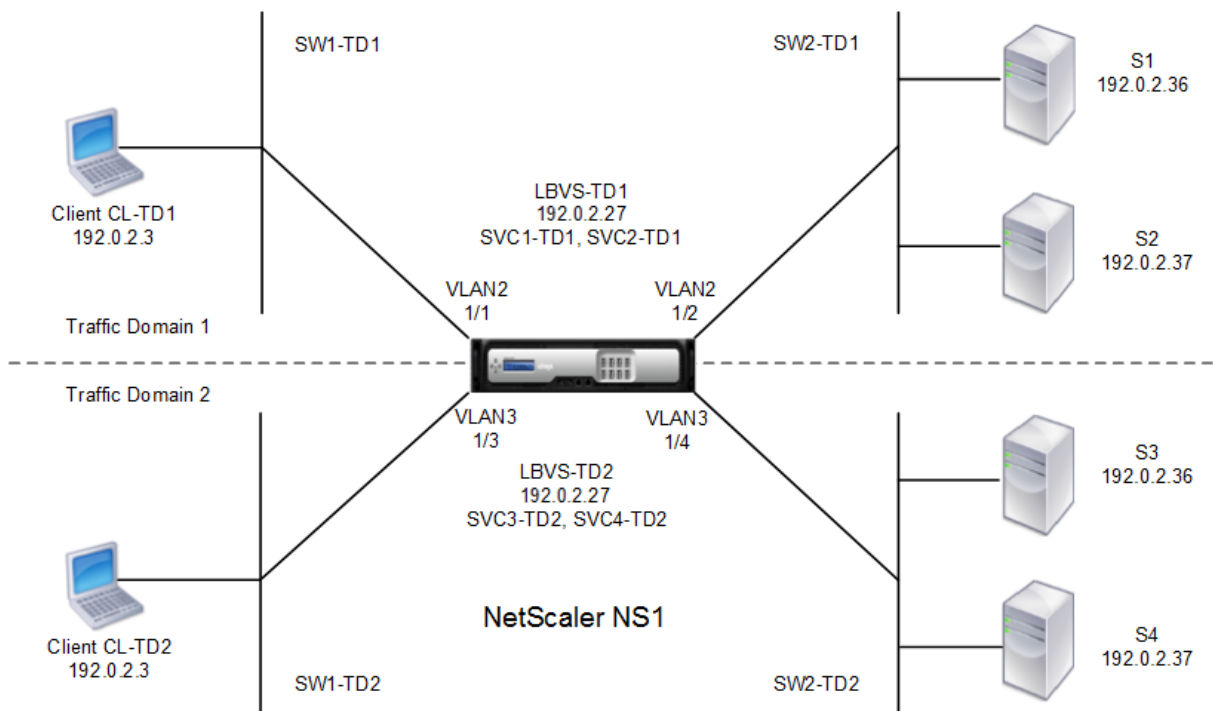 SW1-TD1
SW2-TD1
S1
192.0.2.36
Client CL-TD1
192.0.2.3
LBVS-TD1
192.0.2.27
SVC1-TD1, SVC2-TD1
S2
192.0.2.37
VLAN2
1/1
VLAN2
1/2
Traffic Domain 1
Traffic Domain 2
VLAN3
1/3
VLAN3
1/4
LBVS-TD2
192.0.2.27
SVC3-TD2, SVC4-TD2
S3
192.0.2.36
NetScaler NS1
Client CL-TD2
192.0.2.3
S4
192.0.2.37
SW1-TD2
SW2-TD2